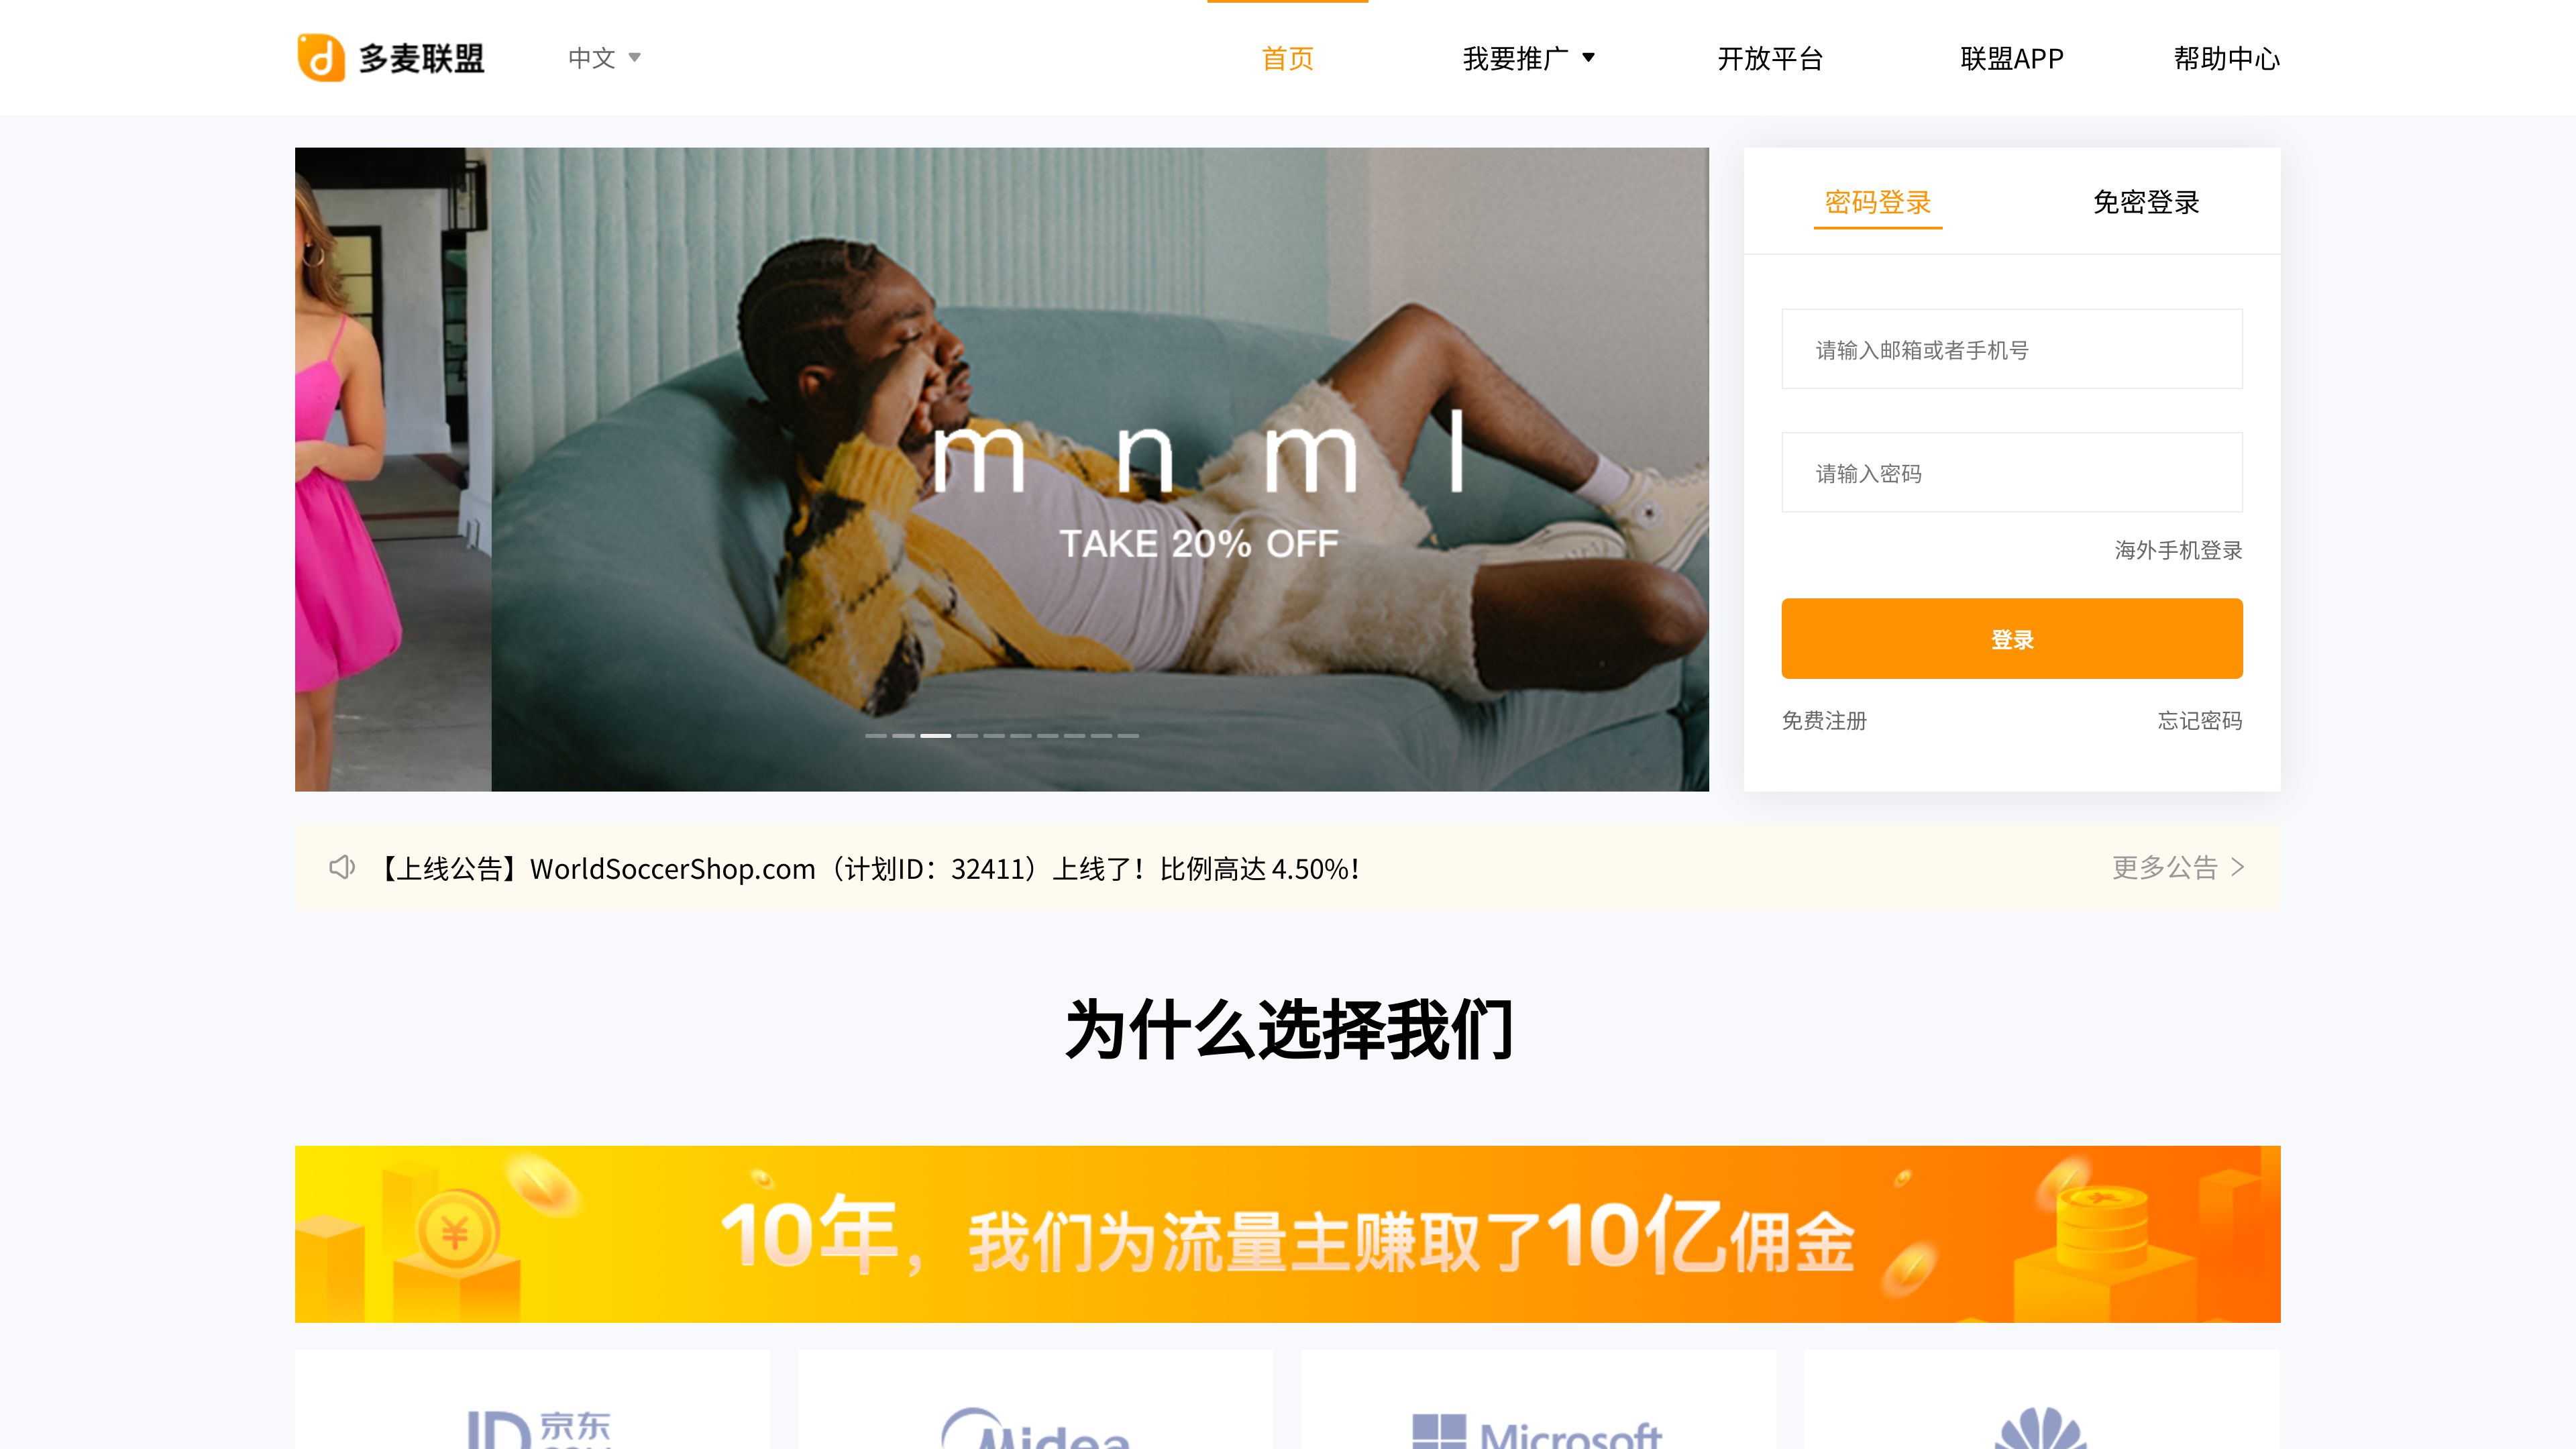 多麦联盟
中文
首页
我要推广
开放平台
联盟APP
帮助中心
m n m l
TAKE 20% OFF
密码登录
免密登录
请输入邮箱或者手机号
请输入密码
海外手机登录
登录
免费注册
忘记密码
【上线公告】WorldSoccerShop.com（计划ID：32411）上线了！比例高达 4.50%！
更多公告
为什么选择我们
10年，我们为流量主赚取了10亿佣金
JD 京东
Midea
Microsoft